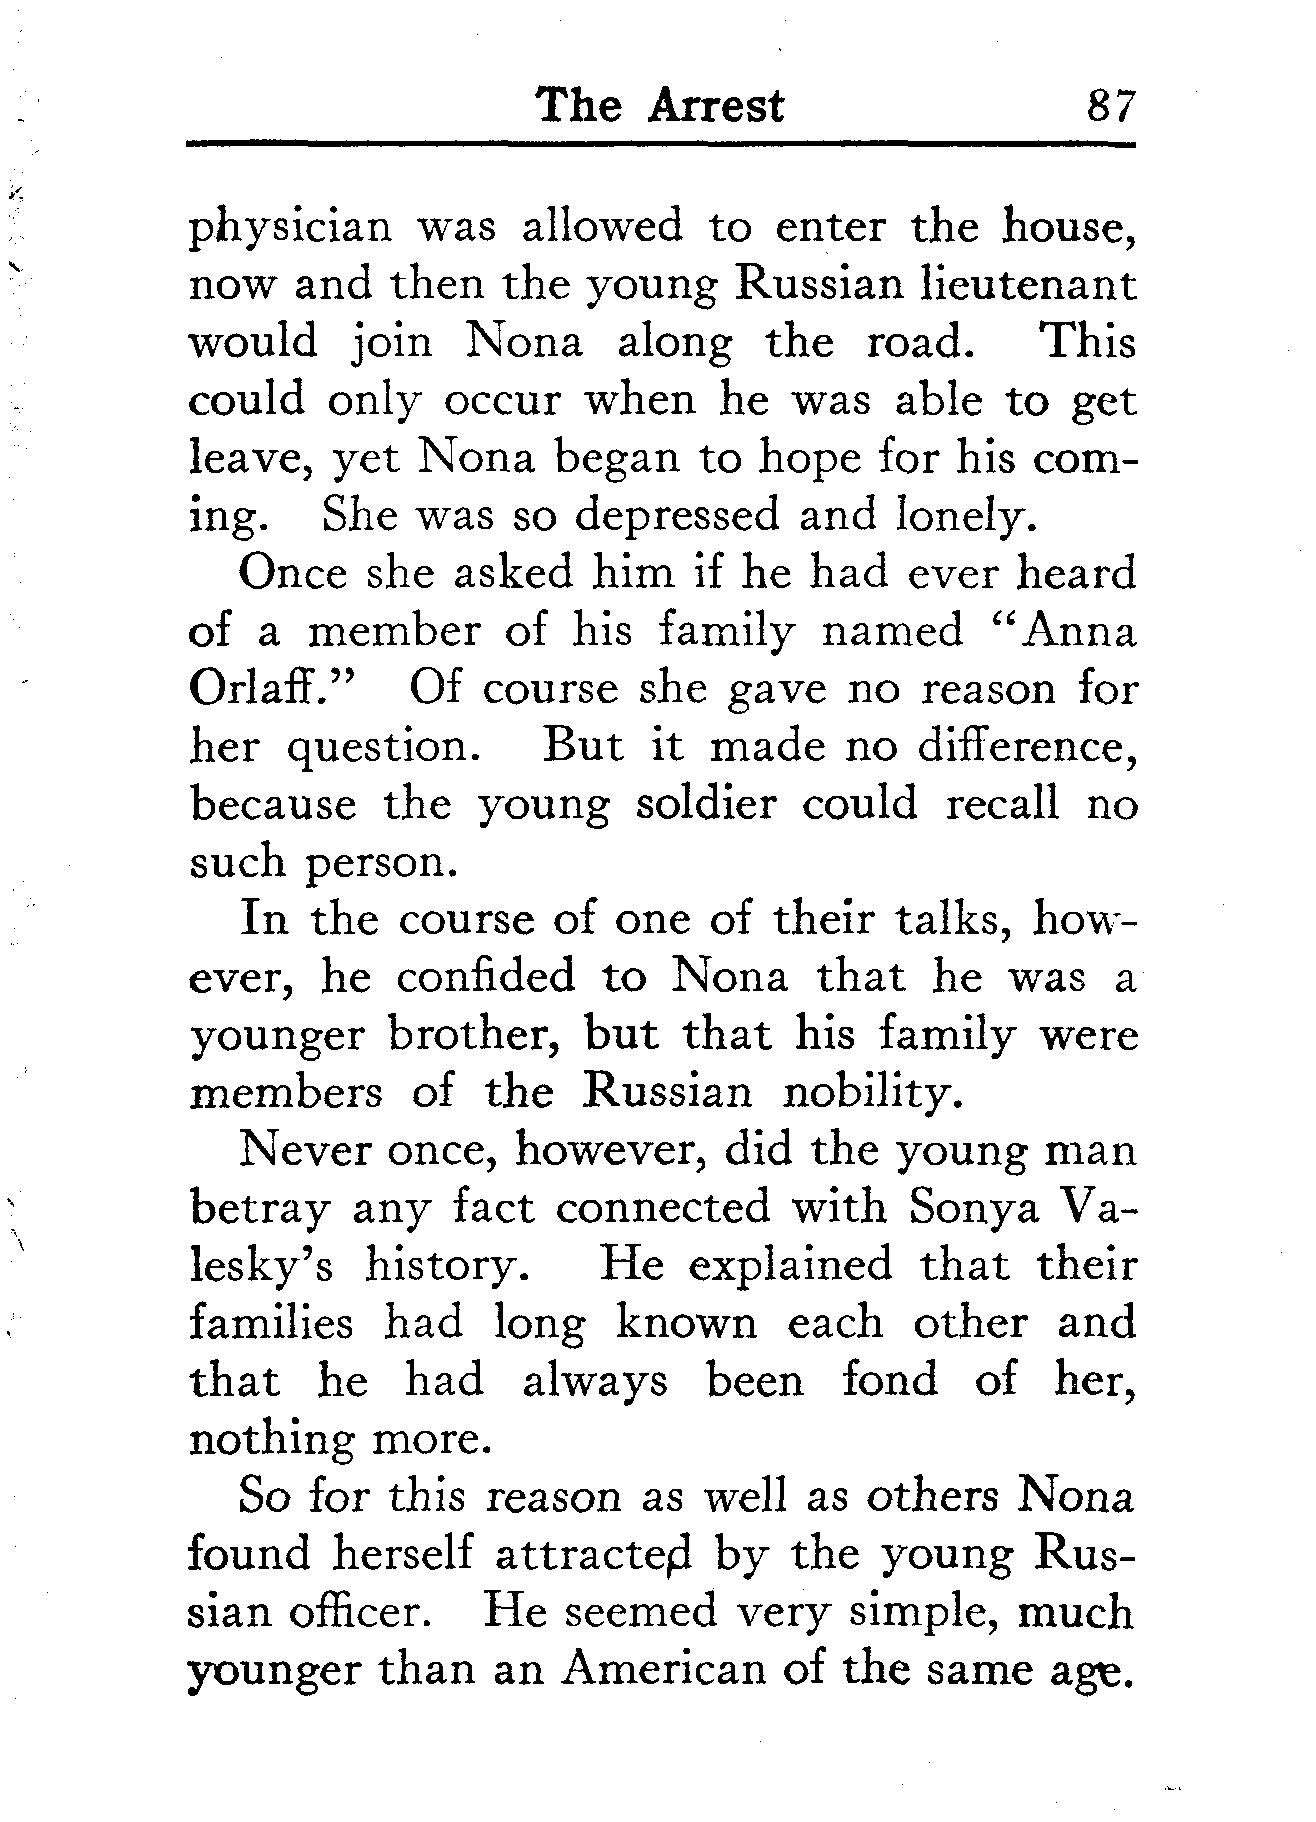 The Arrest 87
physician was allowed to enter the house,
now and then the young Russian lieutenant
would join Nona along the road. This
could only occur when he was able to get
leave, yet Nona began to hope for his com-
ing. She was so depressed and lonely.
Once she asked him if he had ever heard
of a member of his family named "Anna
Orlaff." Of course she gave no reason for
her question. But it made no difference,
because the young soldier could recall no
such person.
In the course of one of their talks, how-
ever, he confided to Nona that he was a
younger brother, but that his family were
members of the Russian nobility.
Never once, however, did the young man
betray any fact connected with Sonya Va-
lesky's history. He explained that their
families had long known each other and
that he had always been fond of her,
nothing more.
So for this reason as well as others Nona
found herself attracted by the young Rus-
sian officer. He seemed very simple, much
younger than an American of the same age.